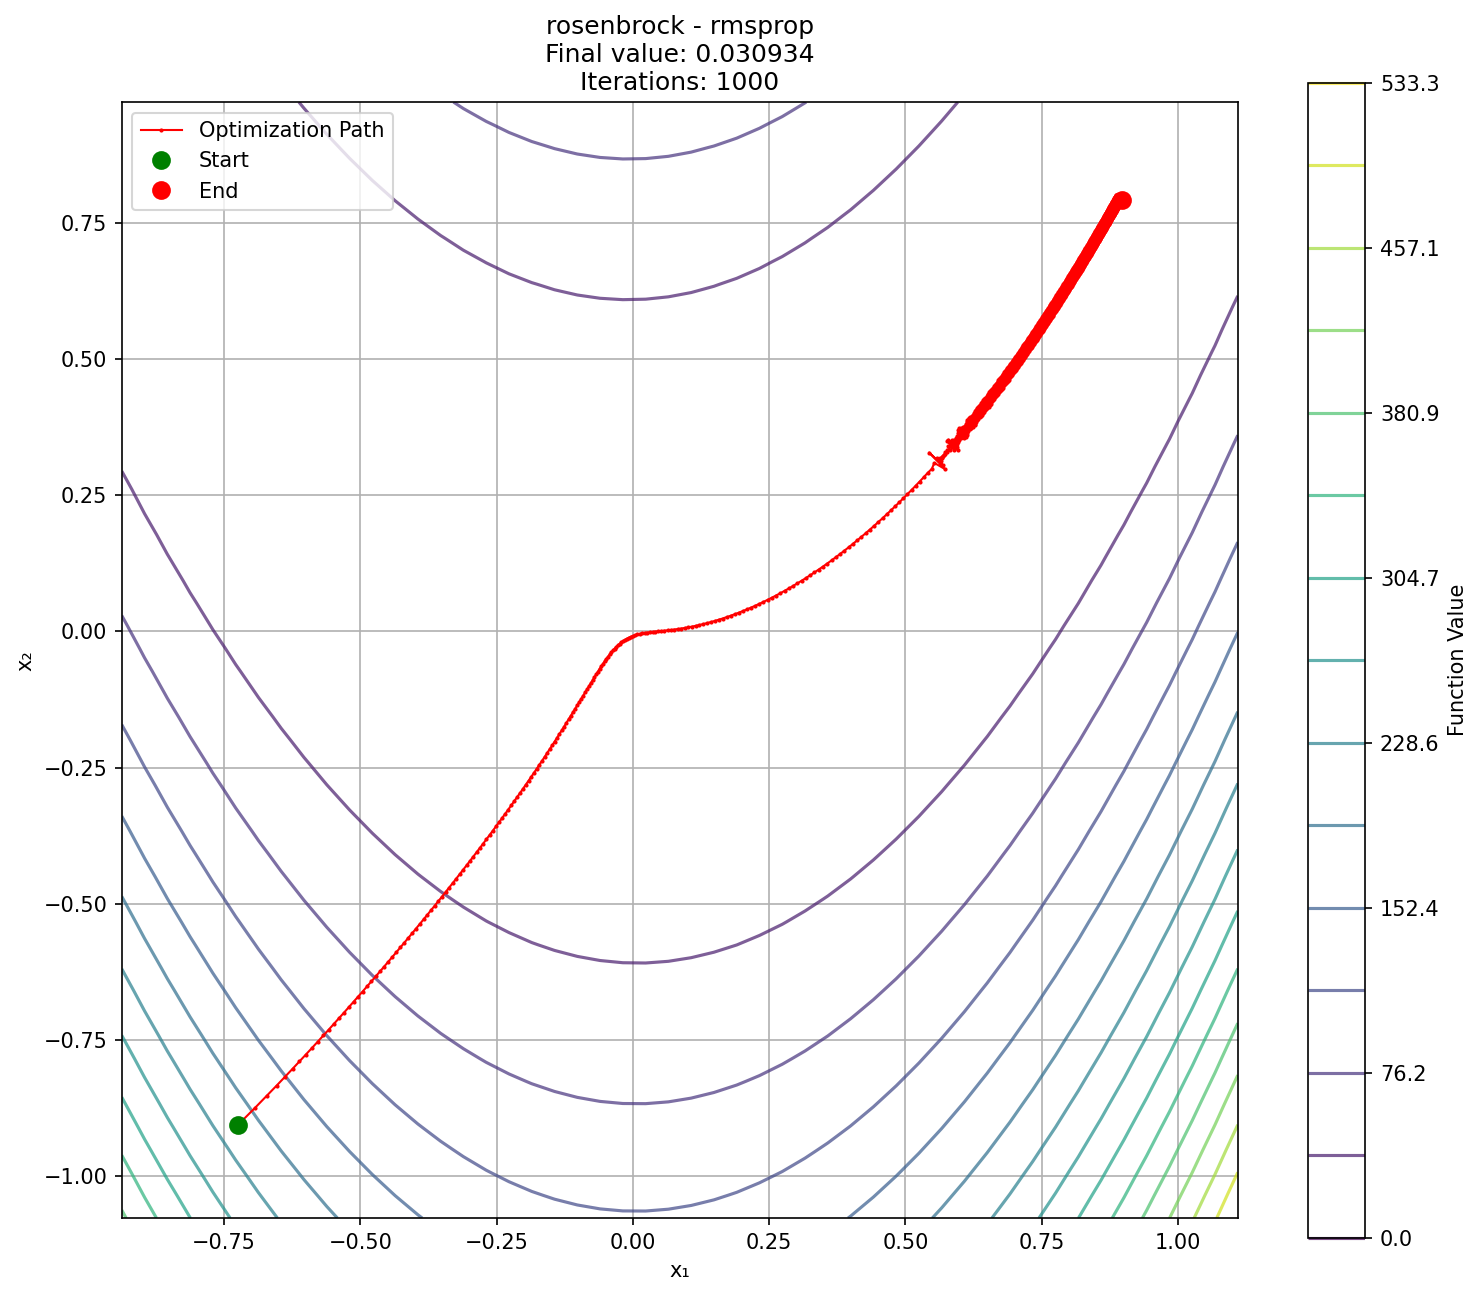 rosenbrock - rmsprop
Final value: 0.030934
Iterations: 1000
Optimization Path
Start
End
0.75
0.50
0.25
0.00
−0.25
−0.50
−0.75
−1.00
x₂
−0.75
−0.50
−0.25
0.00
0.25
0.50
0.75
1.00
x₁
533.3
457.1
380.9
304.7
228.6
152.4
76.2
0.0
Function Value